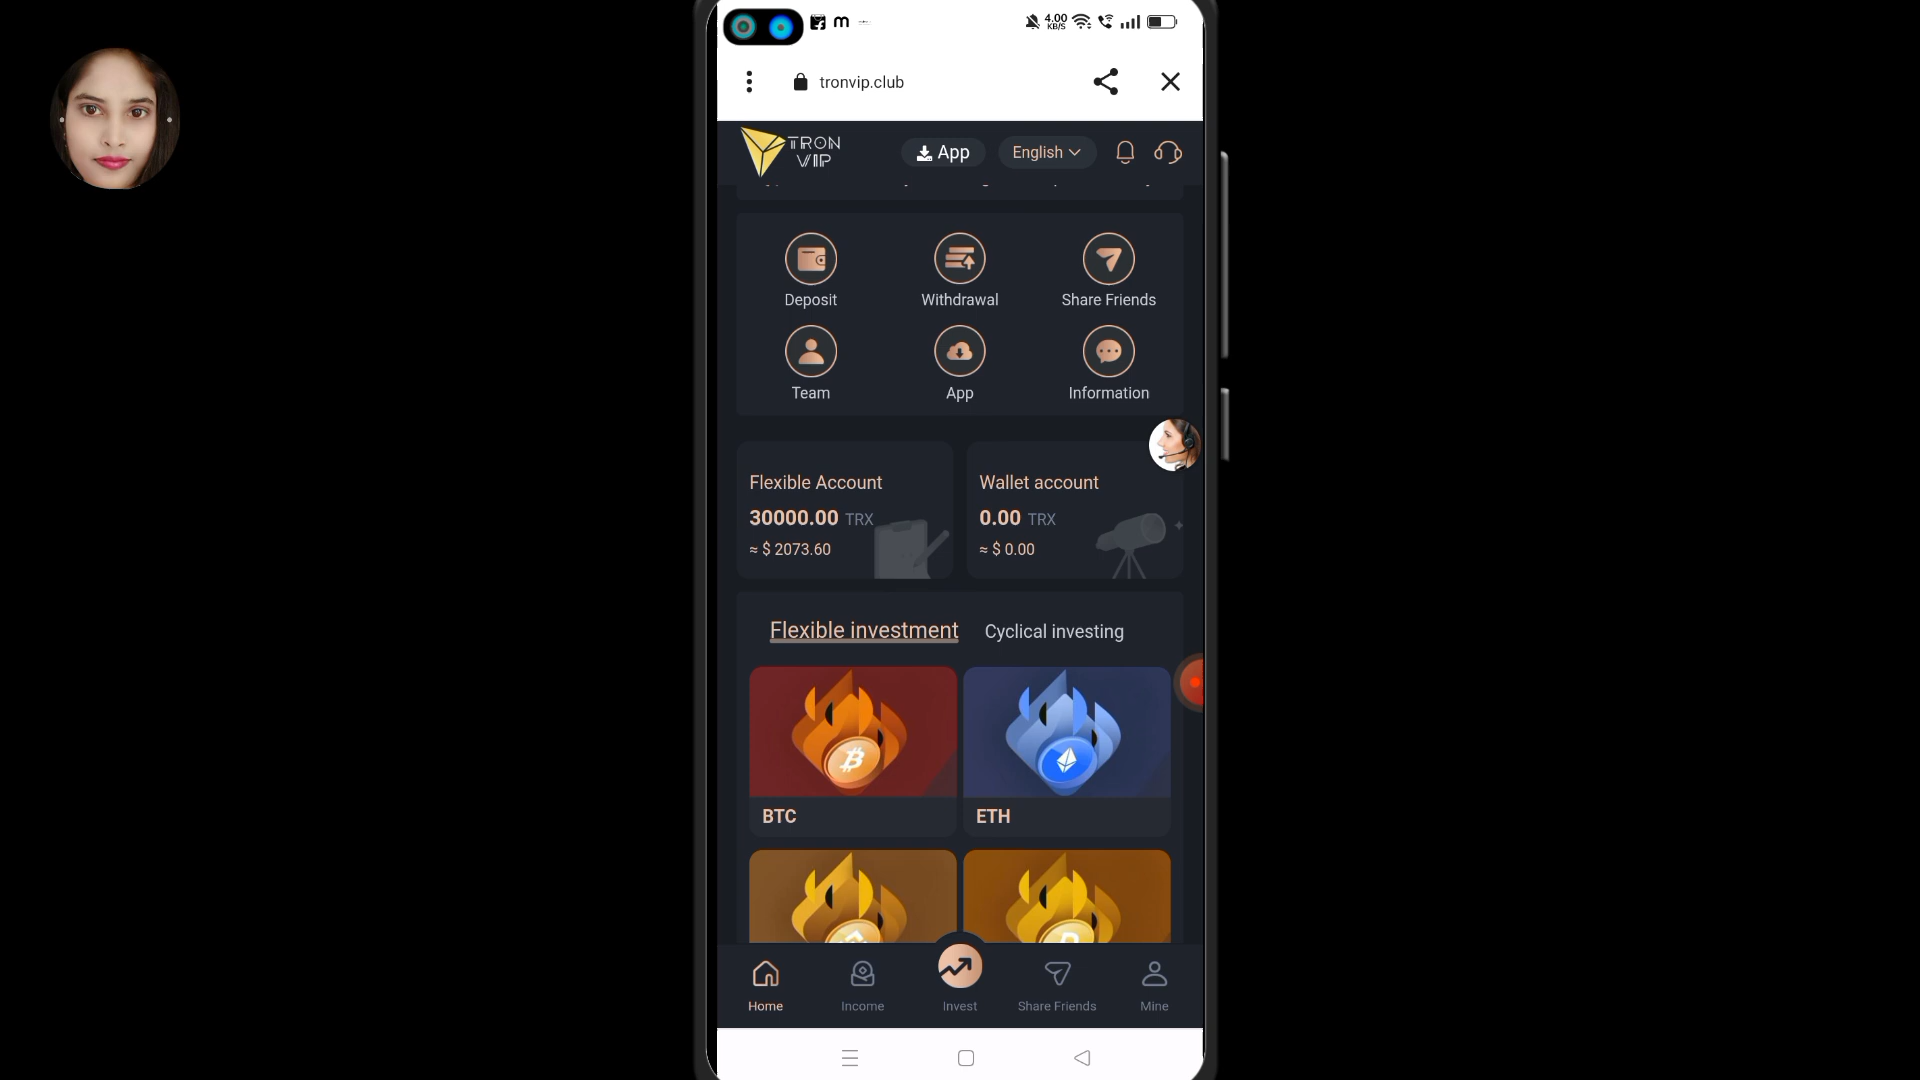 4.00
KB/S
tronvip.club
TRON
VIP
App
English
Deposit
Withdrawal
Share Friends
Team
App
Information
Flexible Account
Wallet account
30000.00 TRX
0.00 TRX
≈ $ 2073.60
≈ $ 0.00
Flexible investment
Cyclical investing
BTC
ETH
Home
Income
Invest
Share Friends
Mine